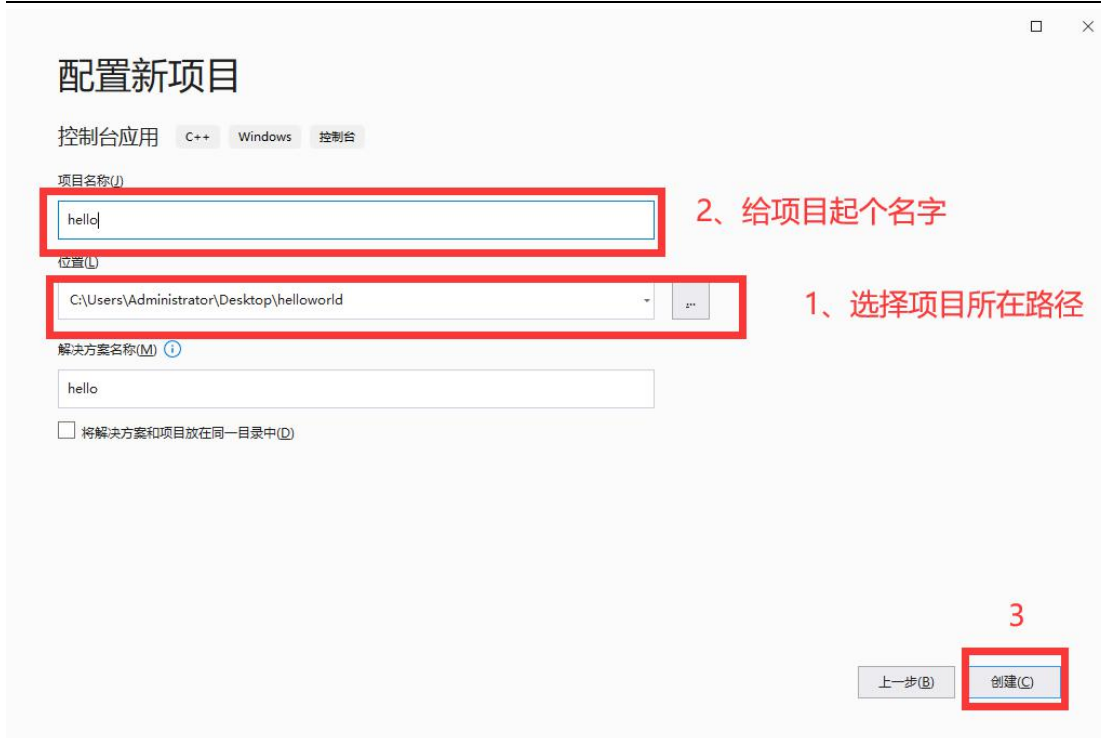 配置新项目
控制台应用 C++ Windows 控制台
项目名称(J)
hello
2、给项目起个名字
位置(L)
C:\Users\Administrator\Desktop\helloworld
...
1、选择项目所在路径
解决方案名称(M)
hello
将解决方案和项目放在同一目录中(D)
3
上一步(B)
创建(C)